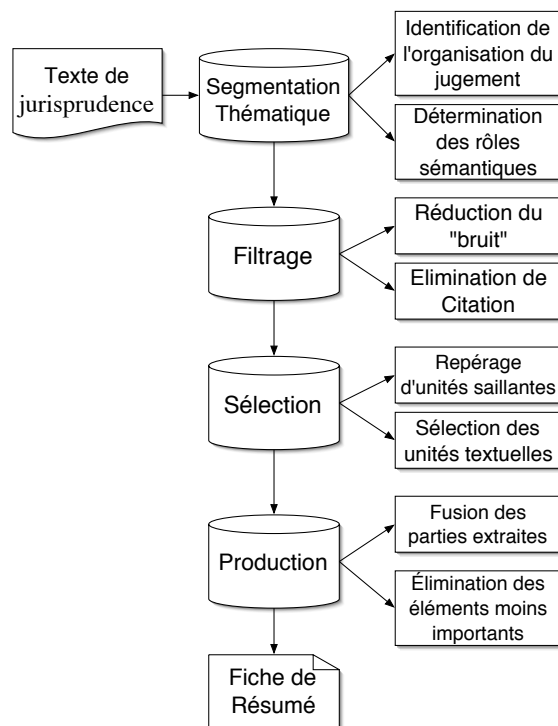 Texte de
jurisprudence
Segmentation
Thématique
Identification de
l'organisation du
jugement
Détermination
des rôles
sémantiques
Filtrage
Réduction du
"bruit"
Elimination de
Citation
Sélection
Repérage
d'unités saillantes
Sélection des
unités textuelles
Production
Fusion des
parties extraites
Élimination des
éléments moins
importants
Fiche de
Résumé